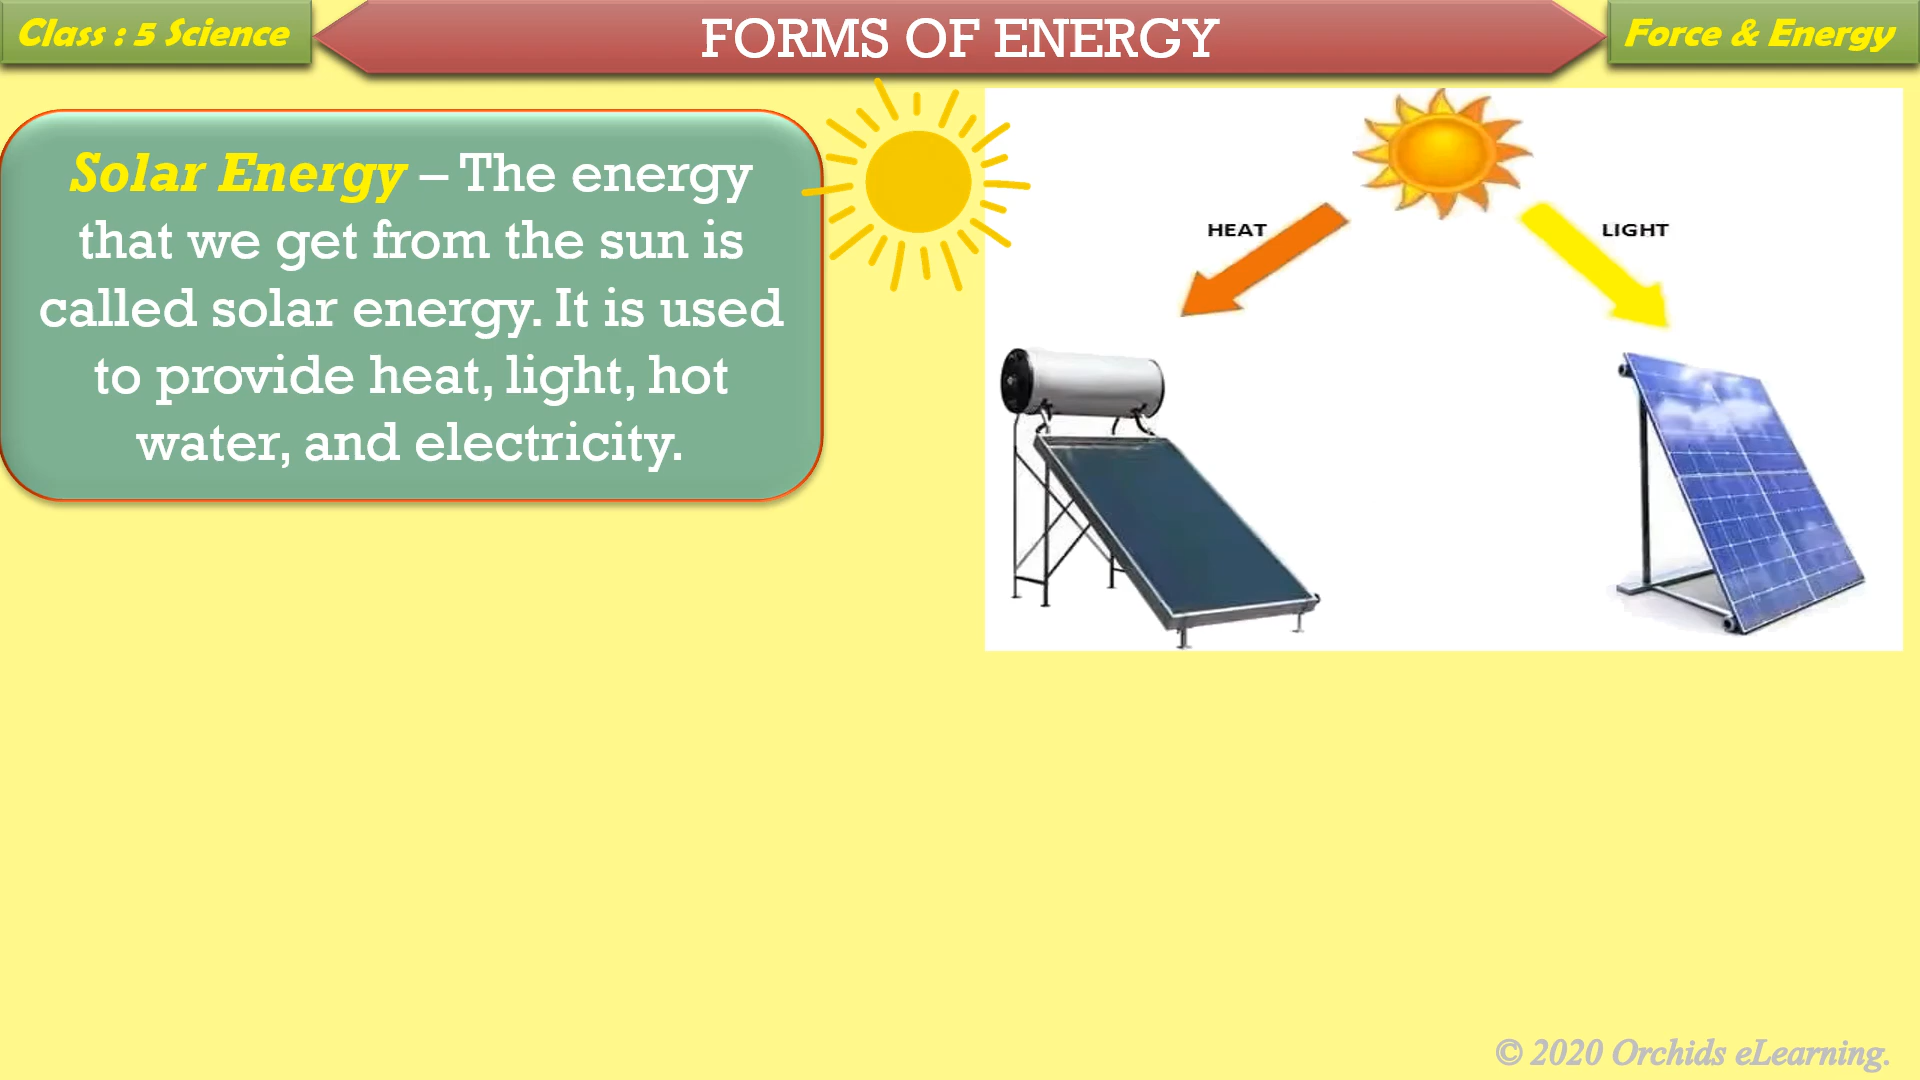 Class : 5 Science
FORMS OF ENERGY
Force & Energy
Solar Energy – The energy
that we get from the sun is
called solar energy. It is used
to provide heat, light, hot
water, and electricity.
HEAT
LIGHT
© 2020 Orchids eLearning.